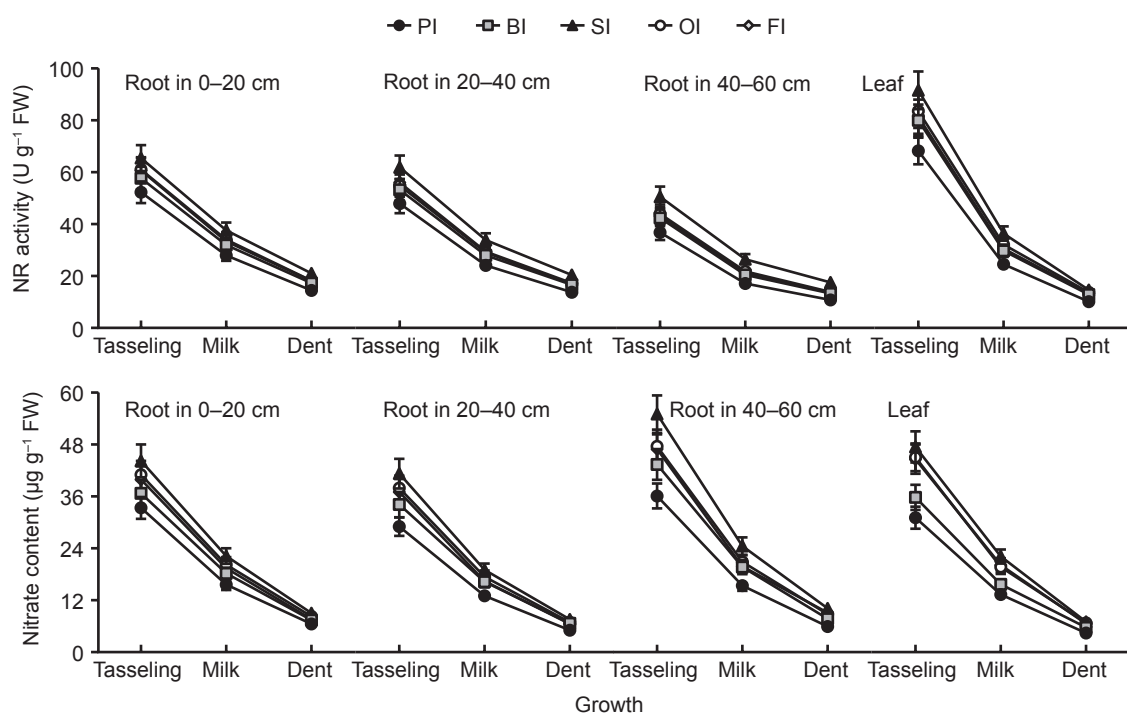 PI BI SI OI FI
NR activity (U g⁻¹ FW)
100
80
60
40
20
0
Root in 0–20 cm Root in 20–40 cm Root in 40–60 cm Leaf
Tasseling Milk Dent Tasseling Milk Dent Tasseling Milk Dent Tasseling Milk Dent
Nitrate content (µg g⁻¹ FW)
60
48
36
24
12
0
Root in 0–20 cm Root in 20–40 cm Root in 40–60 cm Leaf
Tasseling Milk Dent Tasseling Milk Dent Tasseling Milk Dent Tasseling Milk Dent
Growth